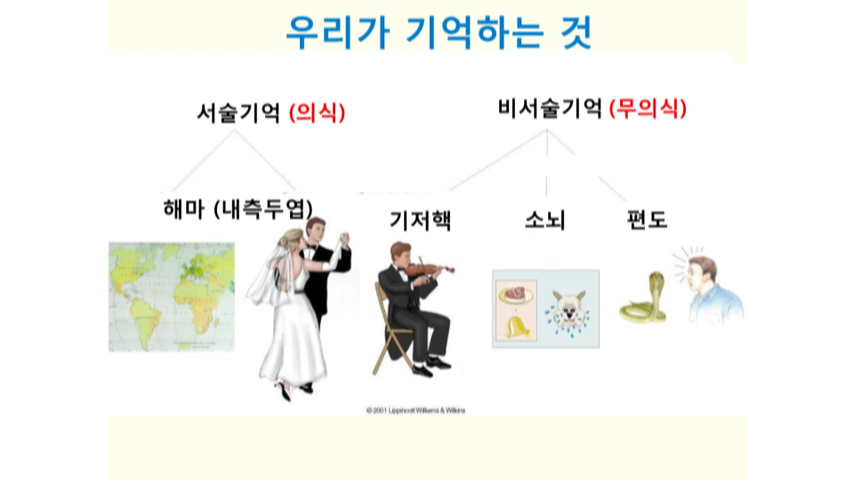 우리가 기억하는 것
서술기억 (의식)
비서술기억 (무의식)
해마 (내측두엽)
기저핵
소뇌
편도
© 2001 Lippincott Williams & Wilkins